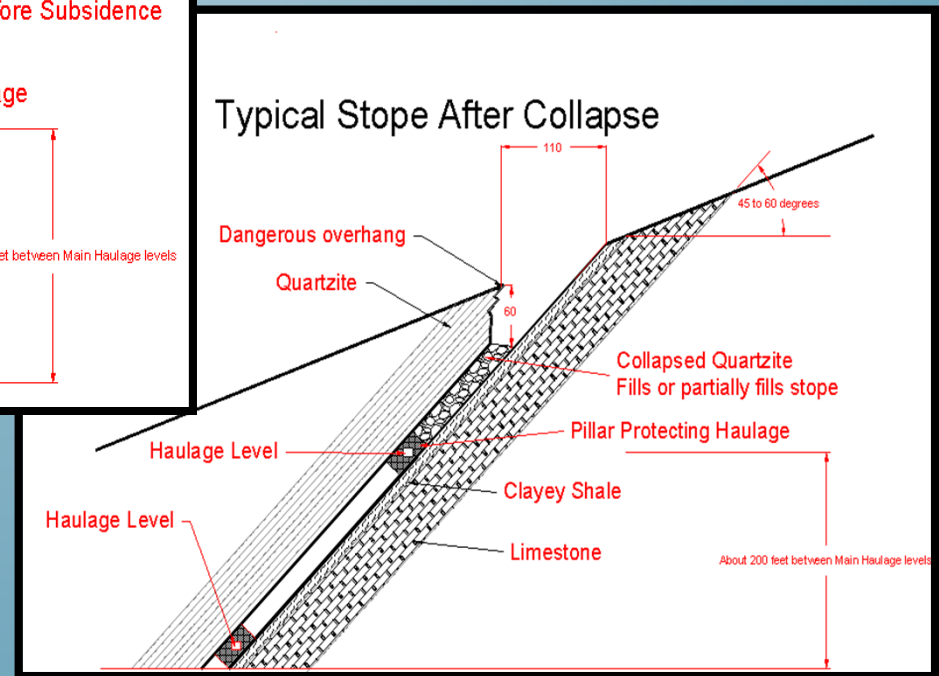 ore Subsidence
ge
et between Main Haulage levels
Typical Stope After Collapse
110
45 to 60 degrees
Dangerous overhang
Quartzite
60
Collapsed Quartzite
Fills or partially fills stope
Pillar Protecting Haulage
Haulage Level
Clayey Shale
Haulage Level
Limestone
About 200 feet between Main Haulage levels